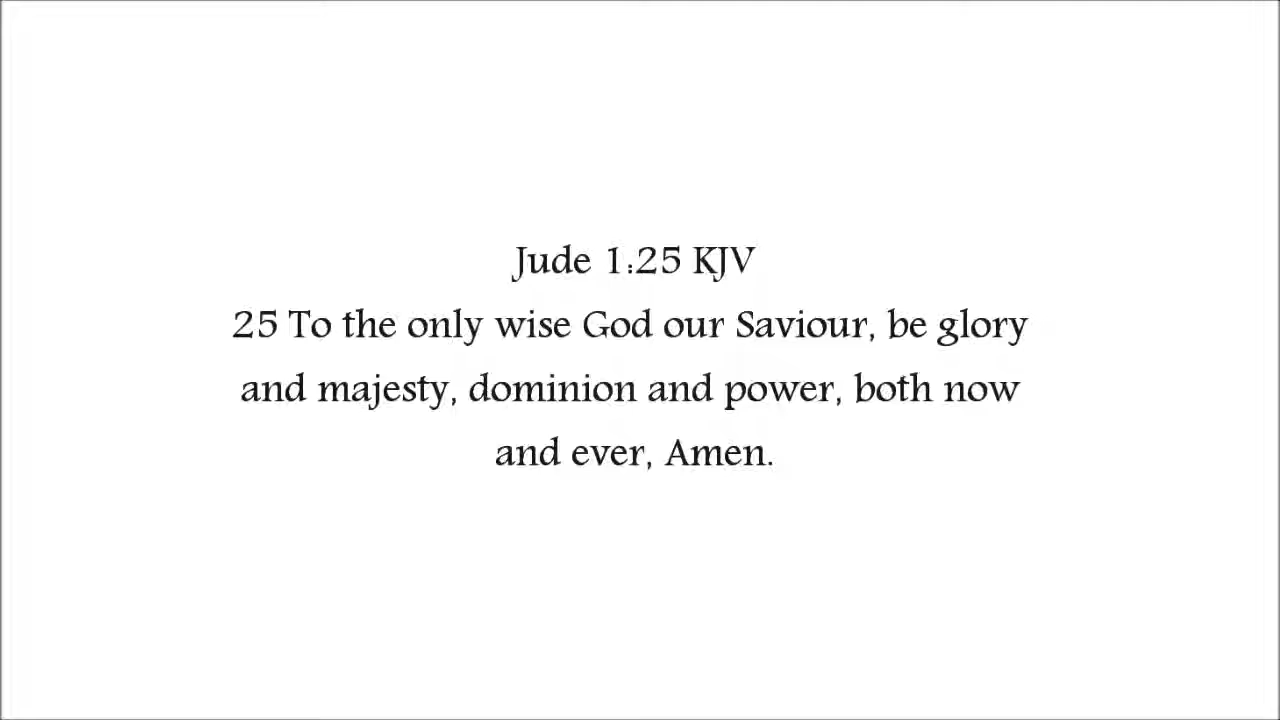 Jude 1:25 KJV
25 To the only wise God our Saviour, be glory
and majesty, dominion and power, both now
and ever, Amen.